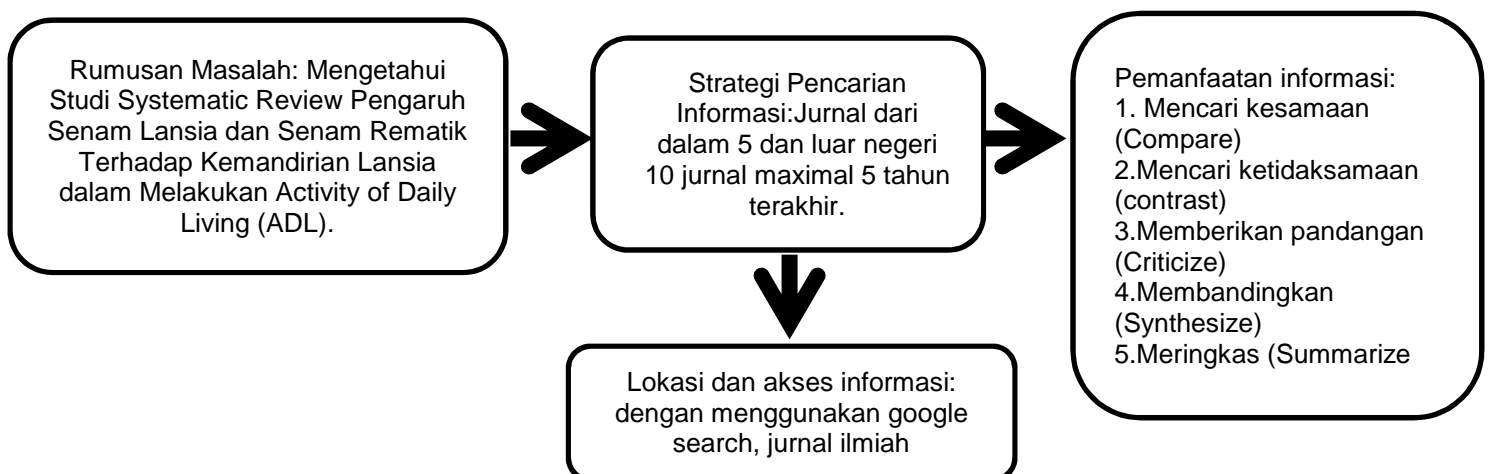 Rumusan Masalah: Mengetahui
Studi Systematic Review Pengaruh
Senam Lansia dan Senam Rematik
Terhadap Kemandirian Lansia
dalam Melakukan Activity of Daily
Living (ADL).
Strategi Pencarian
Informasi:Jurnal dari
dalam 5 dan luar negeri
10 jurnal maximal 5 tahun
terakhir.
Lokasi dan akses informasi:
dengan menggunakan google
search, jurnal ilmiah
Pemanfaatan informasi:
1. Mencari kesamaan
(Compare)
2.Mencari ketidaksamaan
(contrast)
3.Memberikan pandangan
(Criticize)
4.Membandingkan
(Synthesize)
5.Meringkas (Summarize